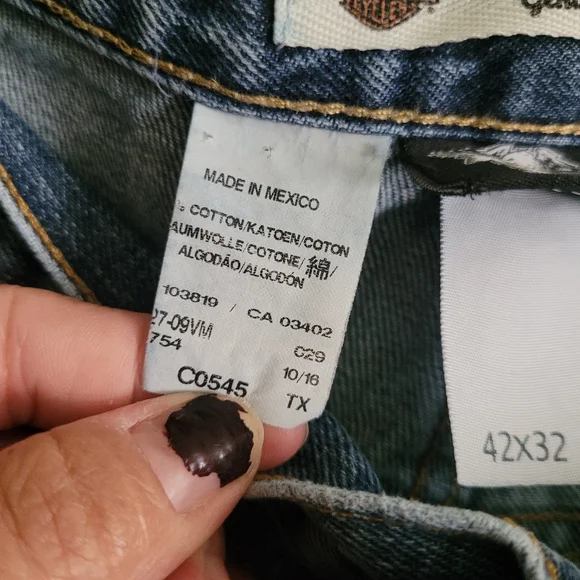 MADE IN MEXICO
% COTTON/KATOEN/COTON
AUMWOLLE/COTONE/綿/
ALGODÃO/ALGODÓN
103819 / CA 03402
27-09VM C29
754 10/16
C0545 TX
42X32